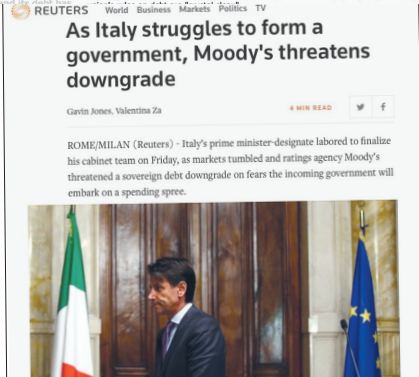 REUTERS World Business Markets Politics TV
As Italy struggles to form a
government, Moody's threatens
downgrade
Gavin Jones, Valentina Za
4 MIN READ
ROME/MILAN (Reuters) - Italy's prime minister-designate labored to finalize
his cabinet team on Friday, as markets tumbled and ratings agency Moody's
threatened a sovereign debt downgrade on fears the incoming government will
embark on a spending spree.